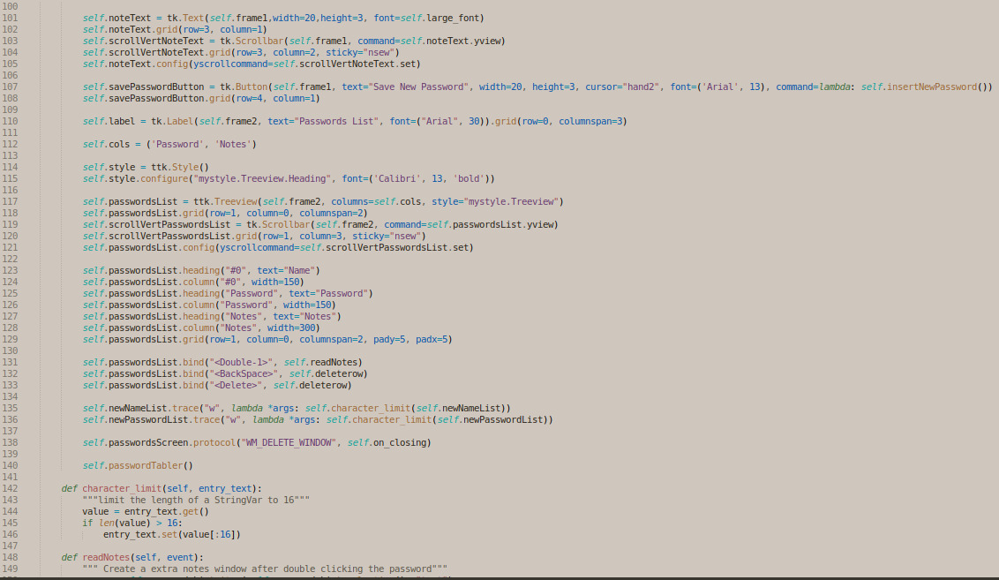 100
101 self.noteText = tk.Text(self.frame1,width=20,height=3, font=self.large_font)
102 self.noteText.grid(row=3, column=1)
103 self.scrollVertNoteText = tk.Scrollbar(self.frame1, command=self.noteText.yview)
104 self.scrollVertNoteText.grid(row=3, column=2, sticky="nsew")
105 self.noteText.config(yscrollcommand=self.scrollVertNoteText.set)
106
107 self.savePasswordButton = tk.Button(self.frame1, text="Save New Password", width=20, height=3, cursor="hand2", font=('Arial', 13), command=lambda: self.insertNewPassword())
108 self.savePasswordButton.grid(row=4, column=1)
109
110 self.label = tk.Label(self.frame2, text="Passwords List", font=("Arial", 30)).grid(row=0, columnspan=3)
111
112 self.cols = ('Password', 'Notes')
113
114 self.style = ttk.Style()
115 self.style.configure("mystyle.Treeview.Heading", font=('Calibri', 13, 'bold'))
116
117 self.passwordsList = ttk.Treeview(self.frame2, columns=self.cols, style="mystyle.Treeview")
118 self.passwordsList.grid(row=1, column=0, columnspan=2)
119 self.scrollVertPasswordsList = tk.Scrollbar(self.frame2, command=self.passwordsList.yview)
120 self.scrollVertPasswordsList.grid(row=1, column=3, sticky="nsew")
121 self.passwordsList.config(yscrollcommand=self.scrollVertPasswordsList.set)
122
123 self.passwordsList.heading("#0", text="Name")
124 self.passwordsList.column("#0", width=150)
125 self.passwordsList.heading("Password", text="Password")
126 self.passwordsList.column("Password", width=150)
127 self.passwordsList.heading("Notes", text="Notes")
128 self.passwordsList.column("Notes", width=300)
129 self.passwordsList.grid(row=1, column=0, columnspan=2, pady=5, padx=5)
130
131 self.passwordsList.bind("<Double-1>", self.readNotes)
132 self.passwordsList.bind("<BackSpace>", self.deleterow)
133 self.passwordsList.bind("<Delete>", self.deleterow)
134
135 self.newNameList.trace("w", lambda *args: self.character_limit(self.newNameList))
136 self.newPasswordList.trace("w", lambda *args: self.character_limit(self.newPasswordList))
137
138 self.passwordsScreen.protocol("WM_DELETE_WINDOW", self.on_closing)
139
140 self.passwordTabler()
141
142 def character_limit(self, entry_text):
143 """limit the length of a StringVar to 16"""
144 value = entry_text.get()
145 if len(value) > 16:
146 entry_text.set(value[:16])
147
148 def readNotes(self, event):
149 """ Create a extra notes window after double clicking the password"""